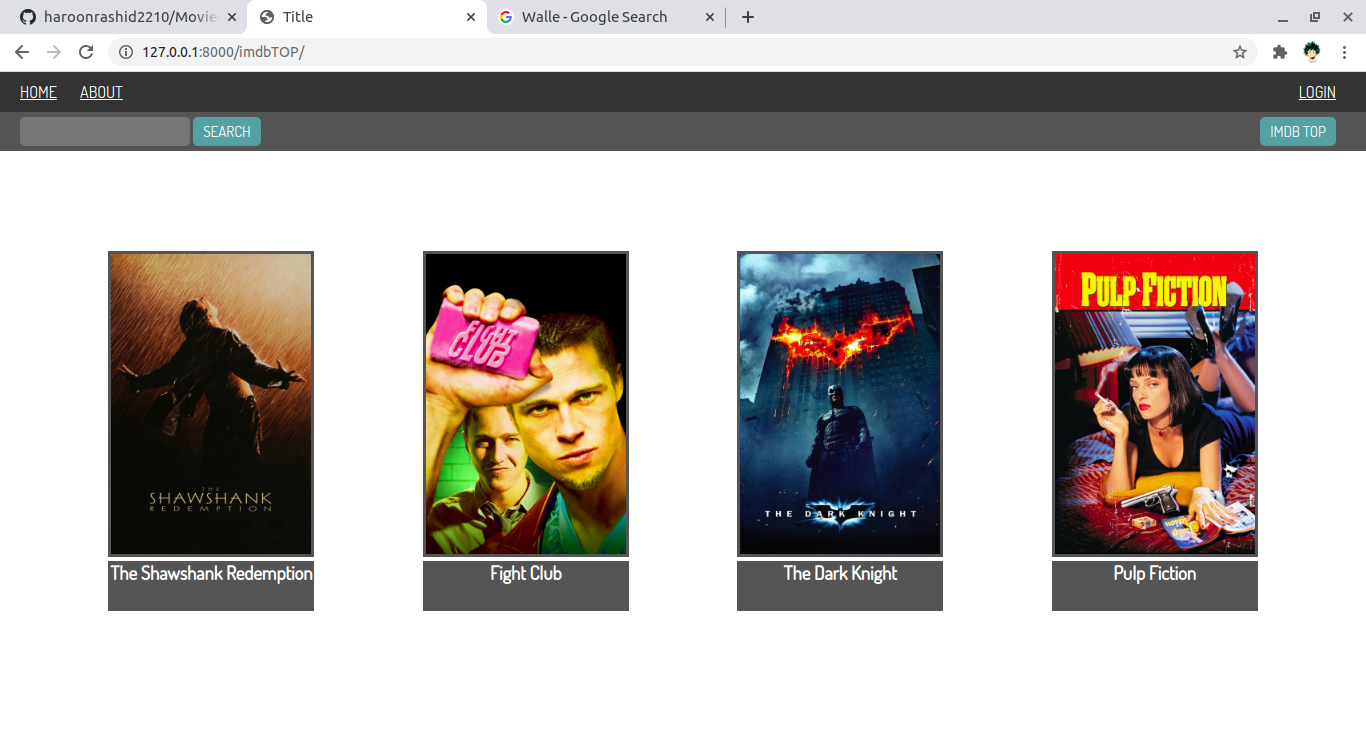 haroonrashid2210/Movie
Title
Walle - Google Search
127.0.0.1:8000/imdbTOP/
HOME
ABOUT
LOGIN
SEARCH
IMDB TOP
THE
SHAWSHANK
REDEMPTION
FIGHT
CLUB
THE DARK KNIGHT
PULP FICTION
The Shawshank Redemption
Fight Club
The Dark Knight
Pulp Fiction